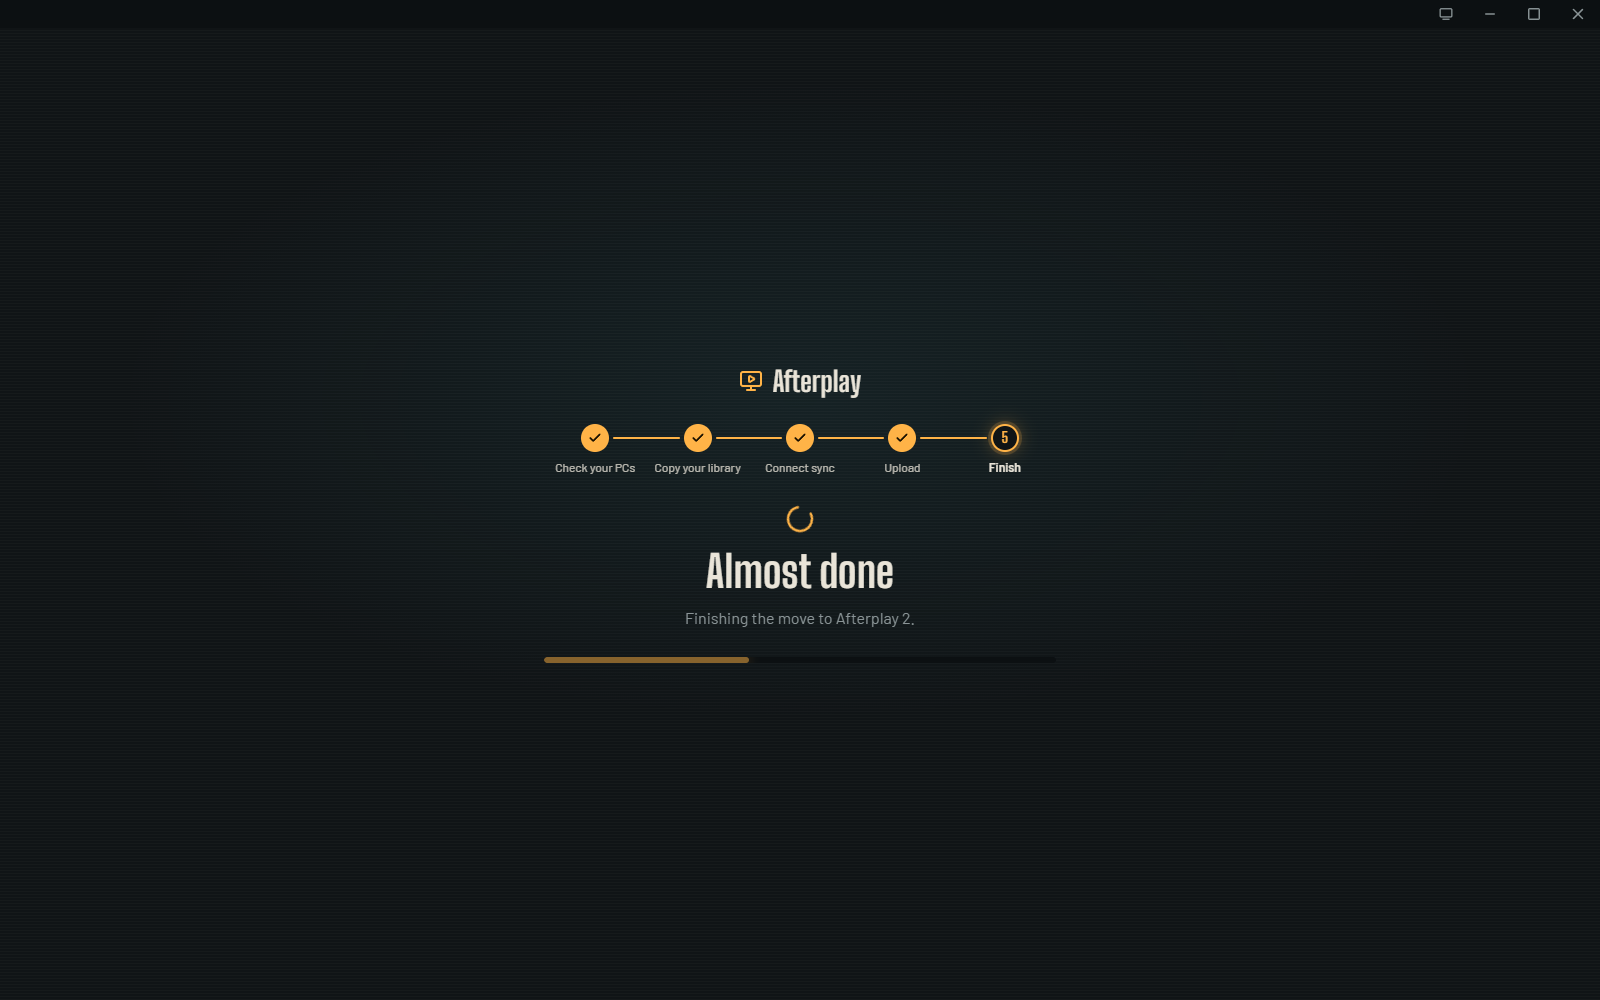 Afterplay
5
Check your PCs
Copy your library
Connect sync
Upload
Finish
Almost done
Finishing the move to Afterplay 2.